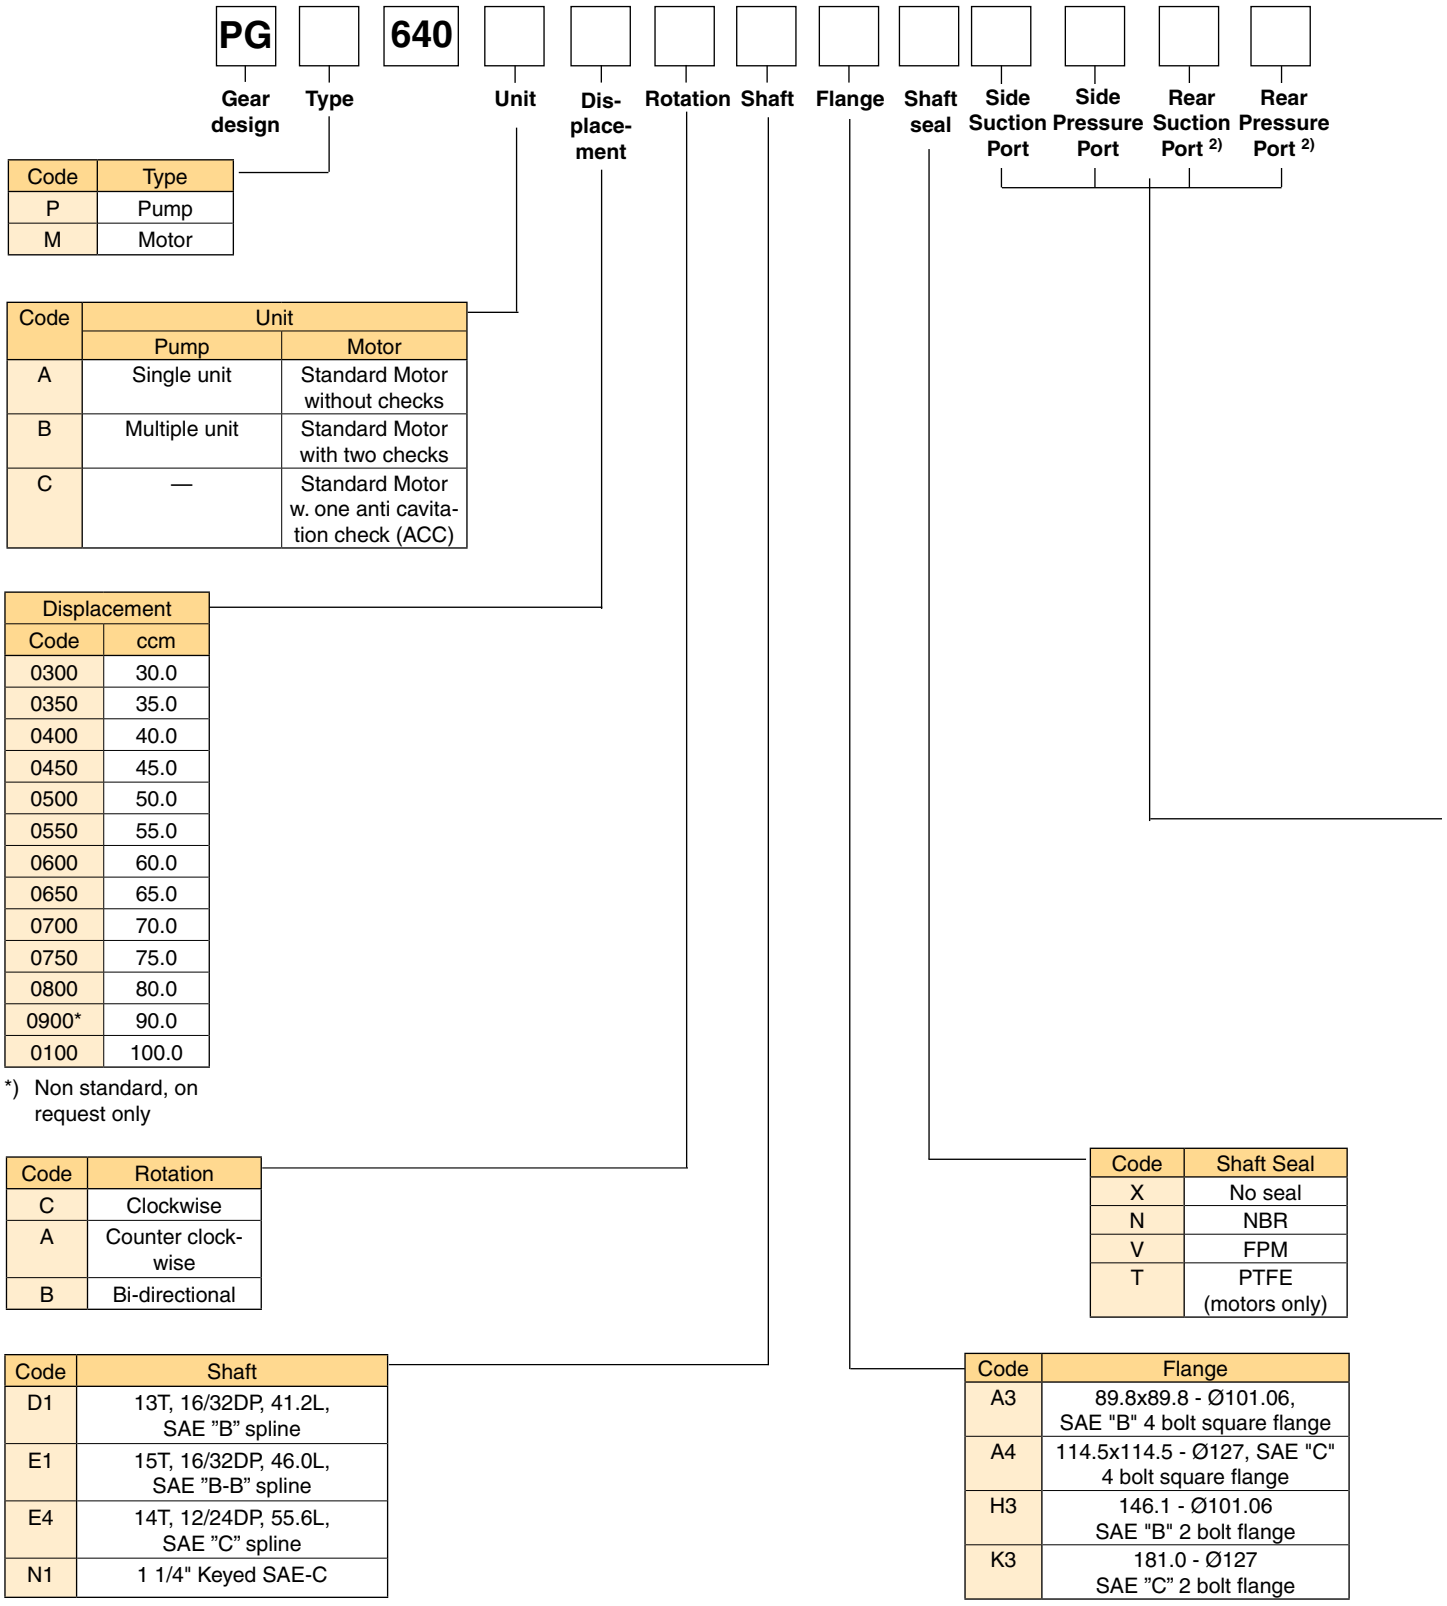 PG 640
Gear Type Unit Dis- Rotation Shaft Flange Shaft Side Side Rear Rear
design place- seal Suction Pressure Suction Pressure
ment Port Port Port 2) Port 2)
Code Type
P Pump
M Motor
Code Unit
Pump Motor
A Single unit Standard Motor
without checks
B Multiple unit Standard Motor
with two checks
C — Standard Motor
w. one anti cavita-
tion check (ACC)
Displacement
Code ccm
0300 30.0
0350 35.0
0400 40.0
0450 45.0
0500 50.0
0550 55.0
0600 60.0
0650 65.0
0700 70.0
0750 75.0
0800 80.0
0900* 90.0
0100 100.0
*) Non standard, on
request only
Code Rotation
C Clockwise
A Counter clock-
wise
B Bi-directional
Code Shaft Seal
X No seal
N NBR
V FPM
T PTFE
(motors only)
Code Shaft
D1 13T, 16/32DP, 41.2L,
SAE ”B” spline
E1 15T, 16/32DP, 46.0L,
SAE ”B-B” spline
E4 14T, 12/24DP, 55.6L,
SAE ”C” spline
N1 1 1/4" Keyed SAE-C
Code Flange
A3 89.8x89.8 - Ø101.06,
SAE "B" 4 bolt square flange
A4 114.5x114.5 - Ø127, SAE "C"
4 bolt square flange
H3 146.1 - Ø101.06
SAE "B" 2 bolt flange
K3 181.0 - Ø127
SAE ”C” 2 bolt flange